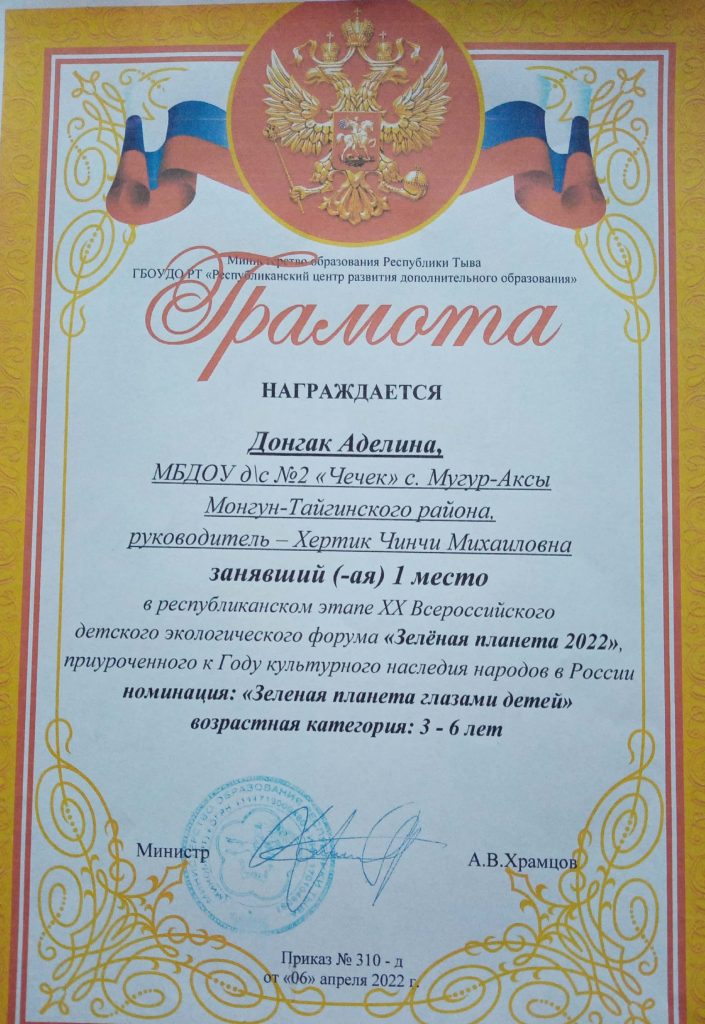 Министерство образования Республики Тыва
ГБОУДО РТ «Республиканский центр развития дополнительного образования»
Грамота
НАГРАЖДАЕТСЯ
Донгак Аделина,
МБДОУ д\с №2 «Чечек» с. Мугур-Аксы
Монгун-Тайгинского района,
руководитель – Хертик Чинчи Михаиловна
занявший (-ая) 1 место
в республиканском этапе XX Всероссийского
детского экологического форума «Зелёная планета 2022»,
приуроченного к Году культурного наследия народов в России
номинация: «Зеленая планета глазами детей»
возрастная категория: 3 - 6 лет
Министр
А.В.Храмцов
Приказ № 310 - д
от «06» апреля 2022 г.